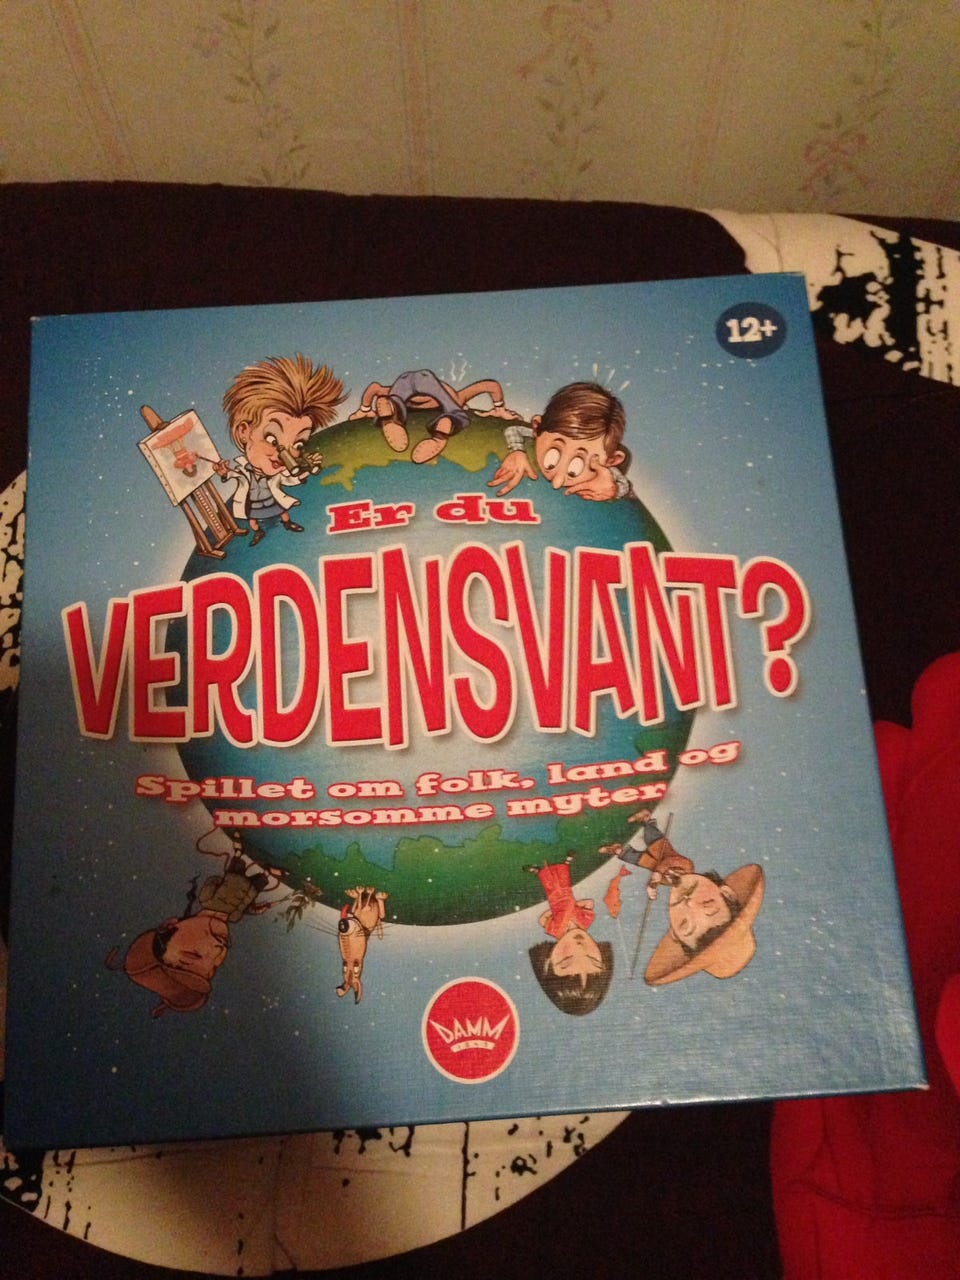 12+
Er du
VERDENSVANT?
Spillet om folk, land og
morsomme myter
DAMM